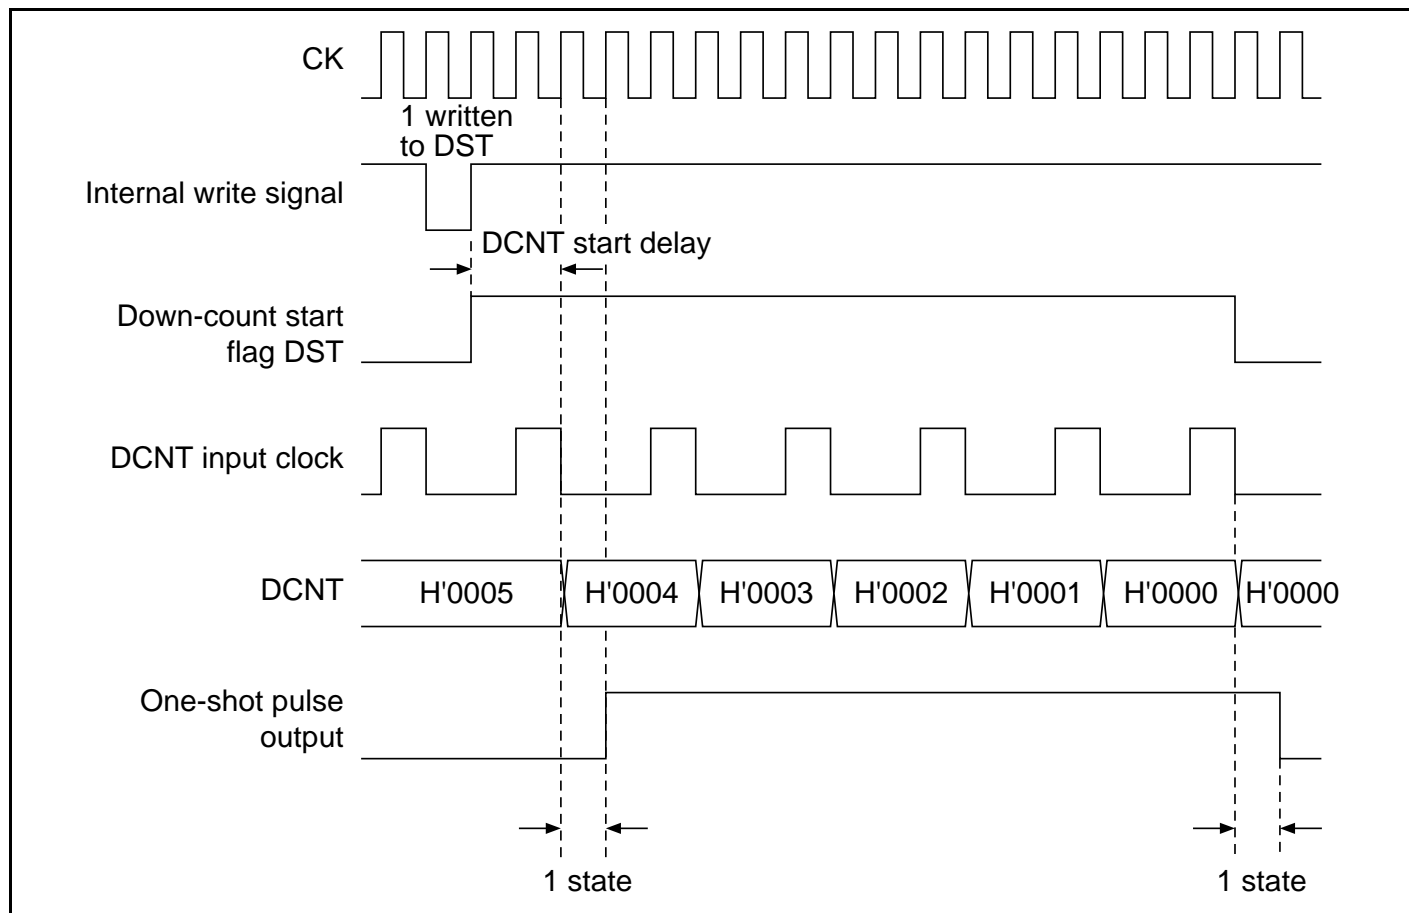 CK
1 written
to DST
Internal write signal
DCNT start delay
Down-count start
flag DST
DCNT input clock
DCNT
H'0005
H'0004
H'0003
H'0002
H'0001
H'0000
H'0000
One-shot pulse
output
1 state
1 state